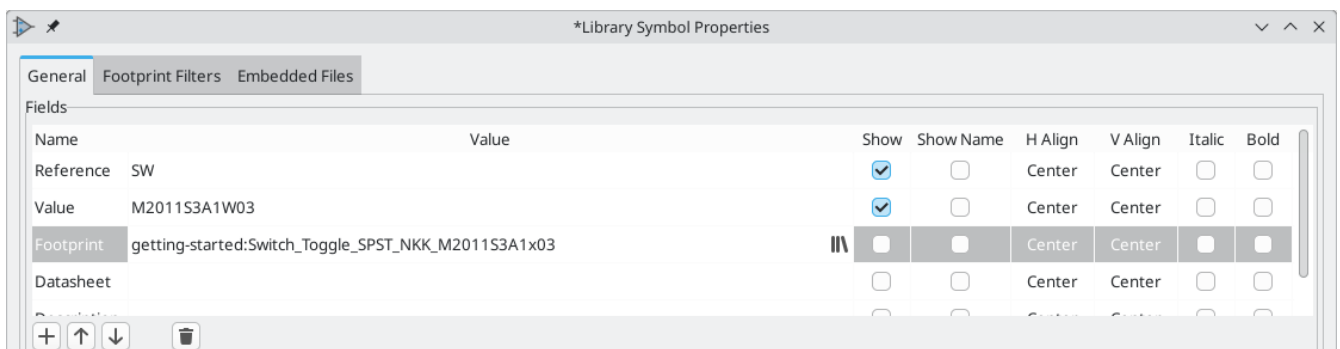 *Library Symbol Properties
General Footprint Filters Embedded Files
Fields
Name Value Show Show Name H Align V Align Italic Bold
Reference SW Center Center
Value M2011S3A1W03 Center Center
Footprint getting-started:Switch_Toggle_SPST_NKK_M2011S3A1x03 Center Center
Datasheet Center Center